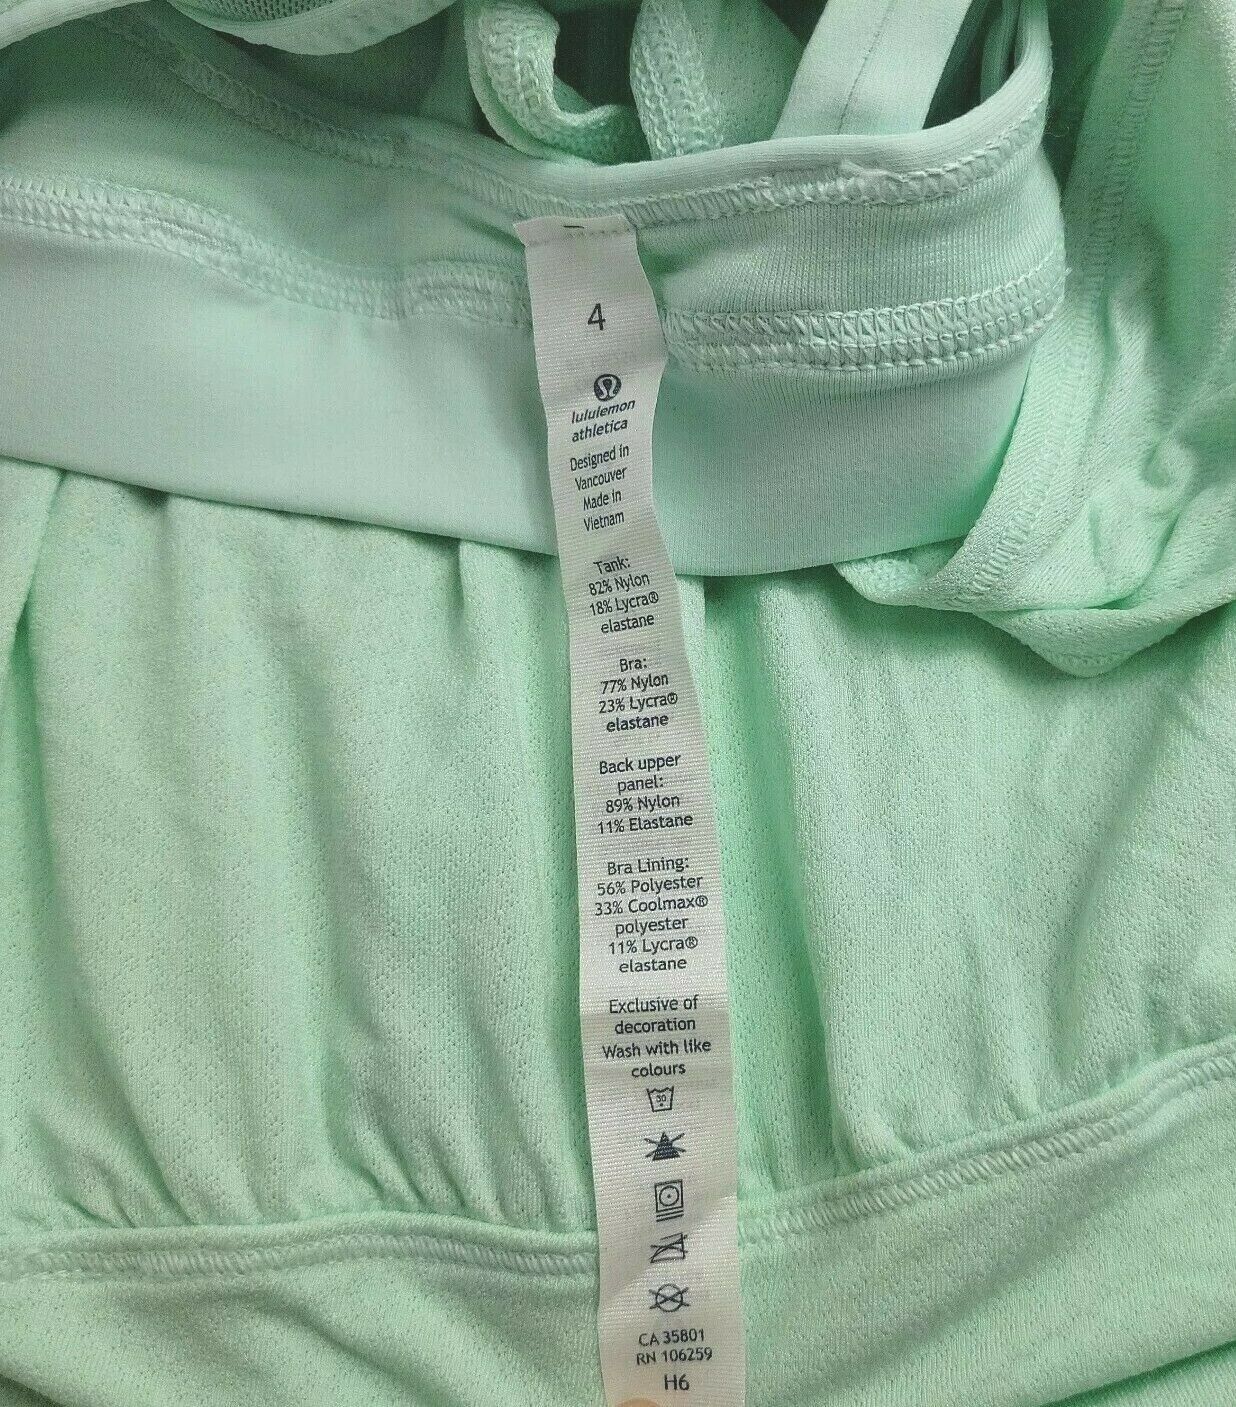 4
lululemon
athletica
Designed in
Vancouver
Made in
Vietnam
Tank:
82% Nylon
18% Lycra®
elastane
Bra:
77% Nylon
23% Lycra®
elastane
Back upper
panel:
89% Nylon
11% Elastane
Bra Lining:
56% Polyester
33% Coolmax®
polyester
11% Lycra®
elastane
Exclusive of
decoration
Wash with like
colours
30
CA 35801
RN 106259
H6